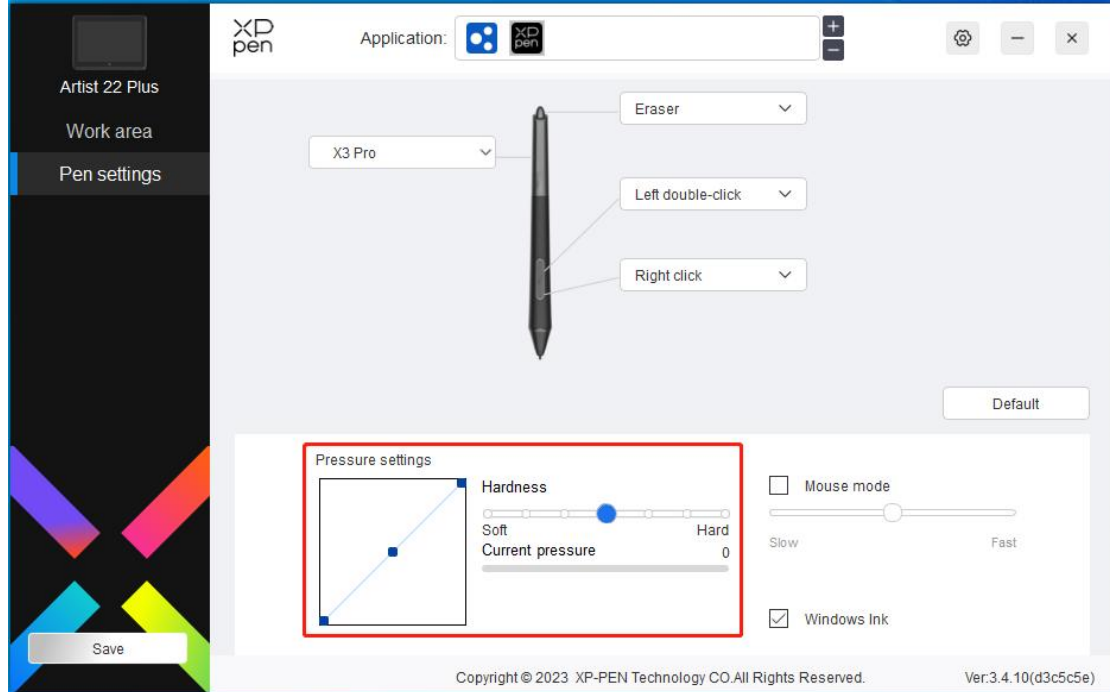 XP
pen
Application:
XP
pen
Artist 22 Plus
Work area
Pen settings
Eraser
X3 Pro
Left double-click
Right click
Default
Pressure settings
Hardness
Soft
Hard
Current pressure
0
Mouse mode
Slow
Fast
Windows Ink
Save
Copyright © 2023 XP-PEN Technology CO.All Rights Reserved.
Ver:3.4.10(d3c5c5e)